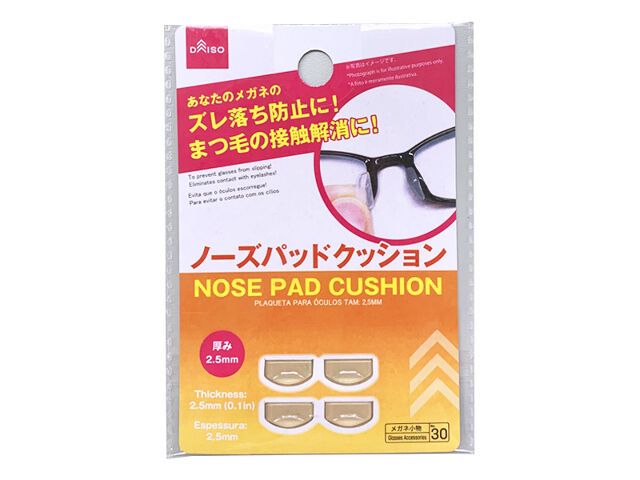 DAISO
※写真はイメージです。
*Photograph is for illustrative purposes only.
*A foto é meramente ilustrativa.
あなたのメガネの
ズレ落ち防止に!
まつ毛の接触解消に!
To prevent glasses from slipping!
Eliminates contact with eyelashes!
Evita que o óculos escorregue!
Para evitar o contato com os cílios
ノーズパッドクッション
NOSE PAD CUSHION
PLAQUETA PARA ÓCULOS TAM: 2,5MM
厚み
2.5mm
Thickness:
2.5mm (0.1in)
Espessura:
2,5mm
メガネ小物
Glasses Accessories
No.
30